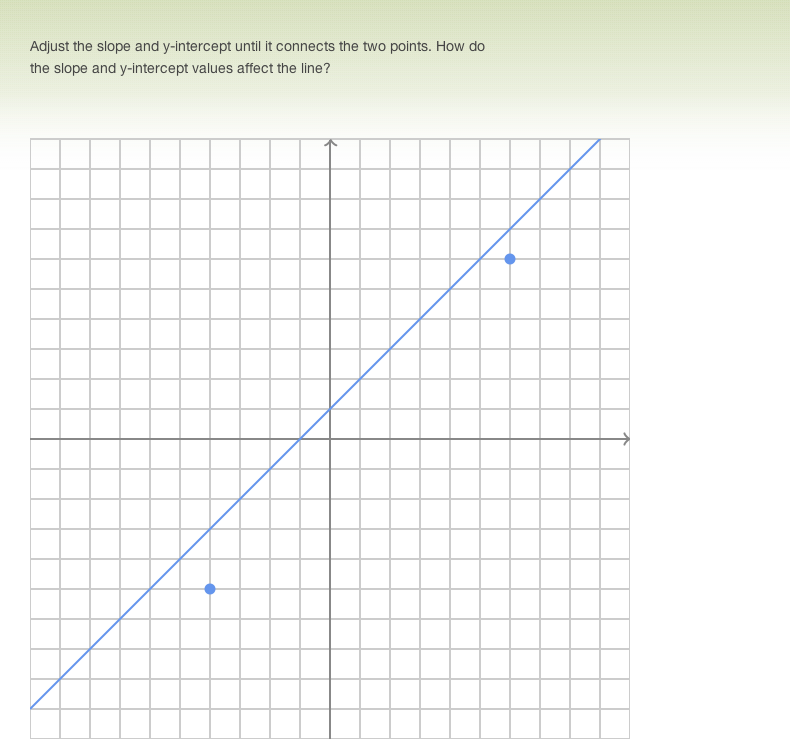 Adjust the slope and y-intercept until it connects the two points. How do
the slope and y-intercept values affect the line?